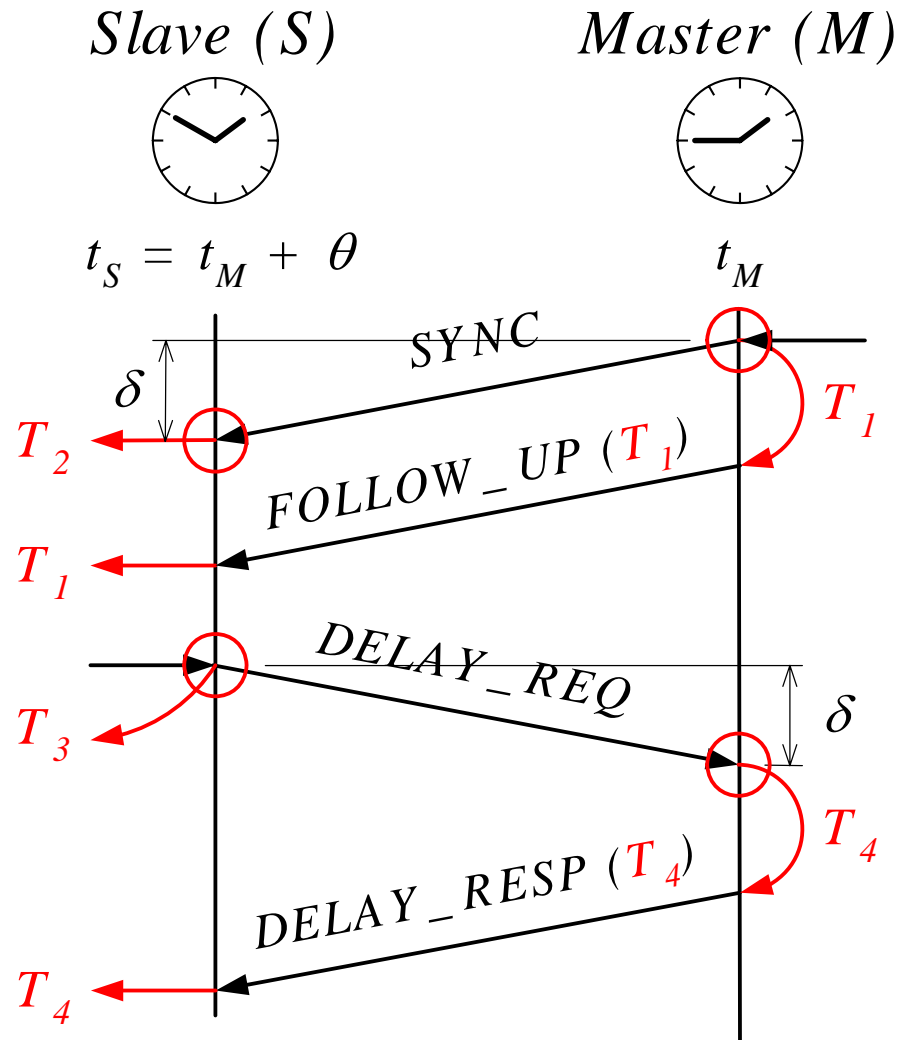 Slave (S)
Master (M)
t_S = t_M + θ
t_M
SYNC
δ
T_1
T_2
FOLLOW_UP (T_1)
T_1
DELAY_REQ
T_3
δ
T_4
DELAY_RESP (T_4)
T_4